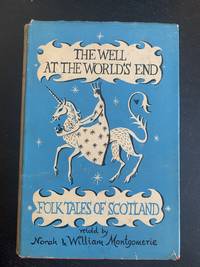 THE WELL
AT THE WORLD'S END
FOLK TALES OF SCOTLAND
retold by
Norah & William Montgomerie